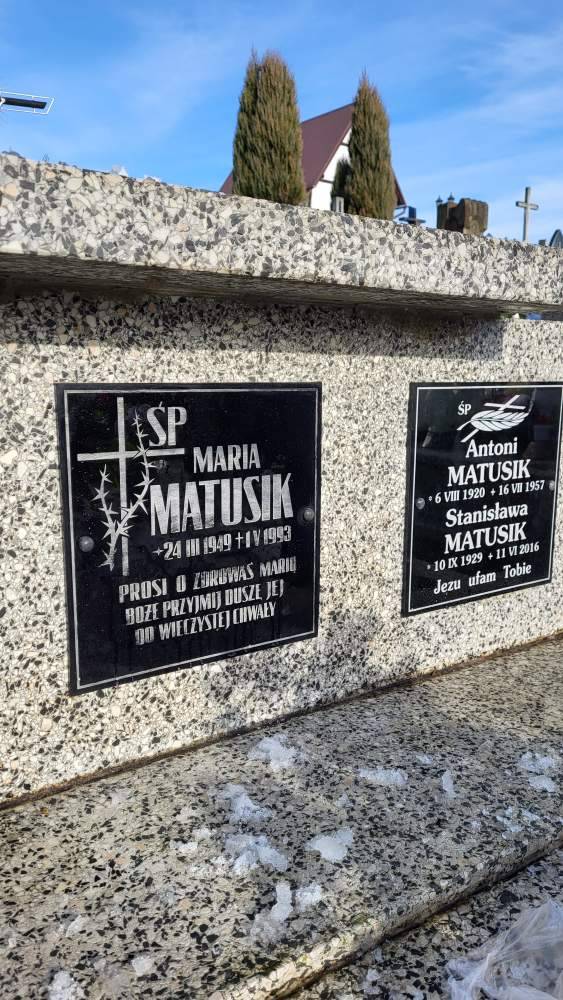 ŚP
MARIA
MATUSIK
*24 III 1949 +1 V 1993
PROSI O ZDROWAŚ MARIO
BOŻE PRZYJMIJ DUSZĘ JEJ
DO WIECZYSTEJ CHWAŁY
ŚP
Antoni
MATUSIK
* 6 VIII 1920 + 16 VII 1957
Stanisława
MATUSIK
* 10 IX 1929 + 11 VI 2016
Jezu ufam Tobie